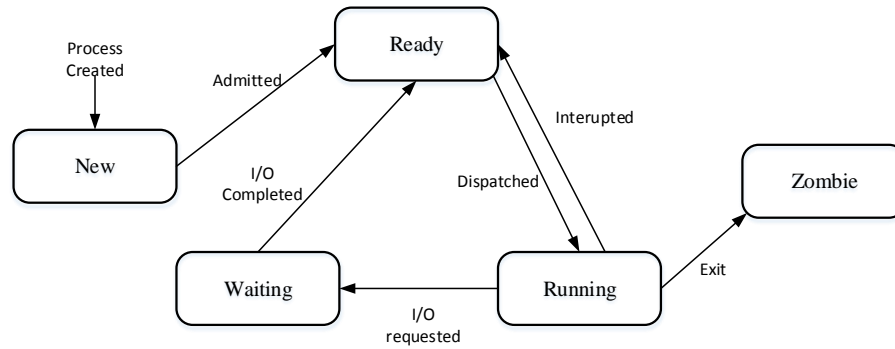 Ready
Process
Created
Admitted
Interupted
New
I/O
Completed
Dispatched
Zombie
Waiting
Running
Exit
I/O
requested